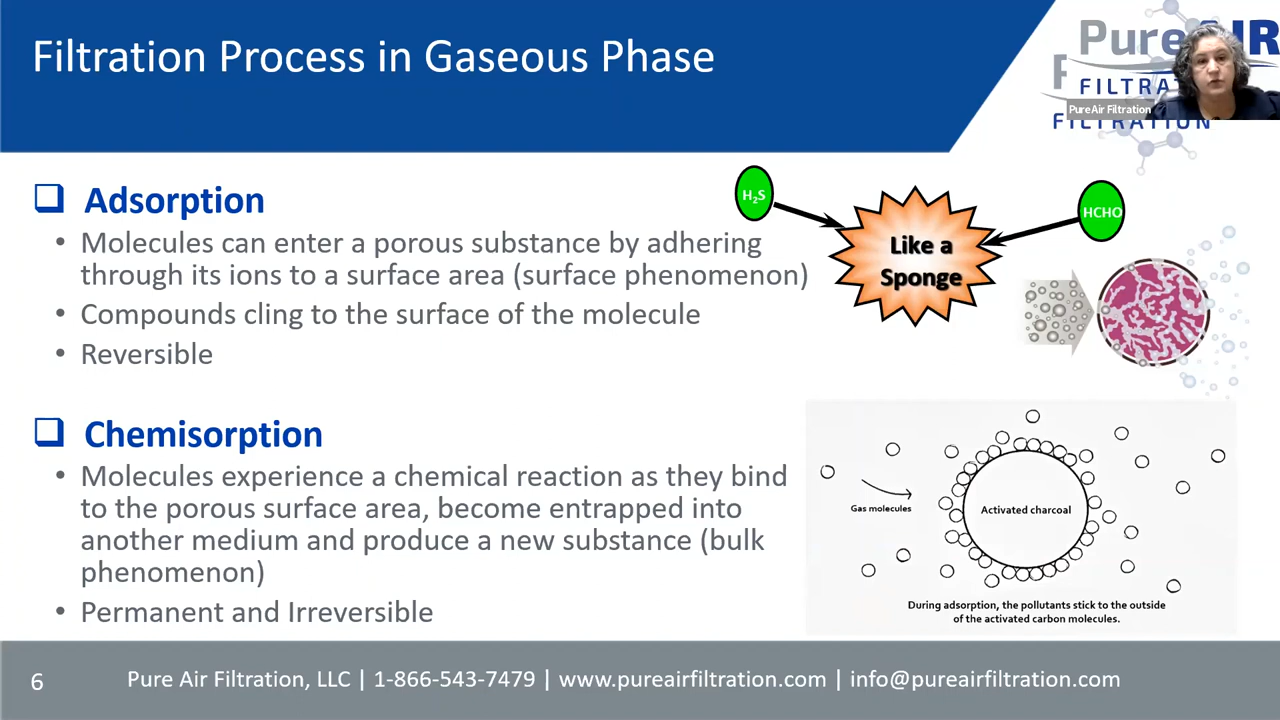 Filtration Process in Gaseous Phase
Pure IR
FILTRA
PureAir Filtration
FILTRATION
Adsorption
• Molecules can enter a porous substance by adhering
through its ions to a surface area (surface phenomenon)
• Compounds cling to the surface of the molecule
• Reversible
H₂S
HCHO
Like a
Sponge
Chemisorption
• Molecules experience a chemical reaction as they bind
to the porous surface area, become entrapped into
another medium and produce a new substance (bulk
phenomenon)
• Permanent and Irreversible
Gas molecules
Activated charcoal
During adsorption, the pollutants stick to the outside
of the activated carbon molecules.
6
Pure Air Filtration, LLC | 1-866-543-7479 | www.pureairfiltration.com | info@pureairfiltration.com